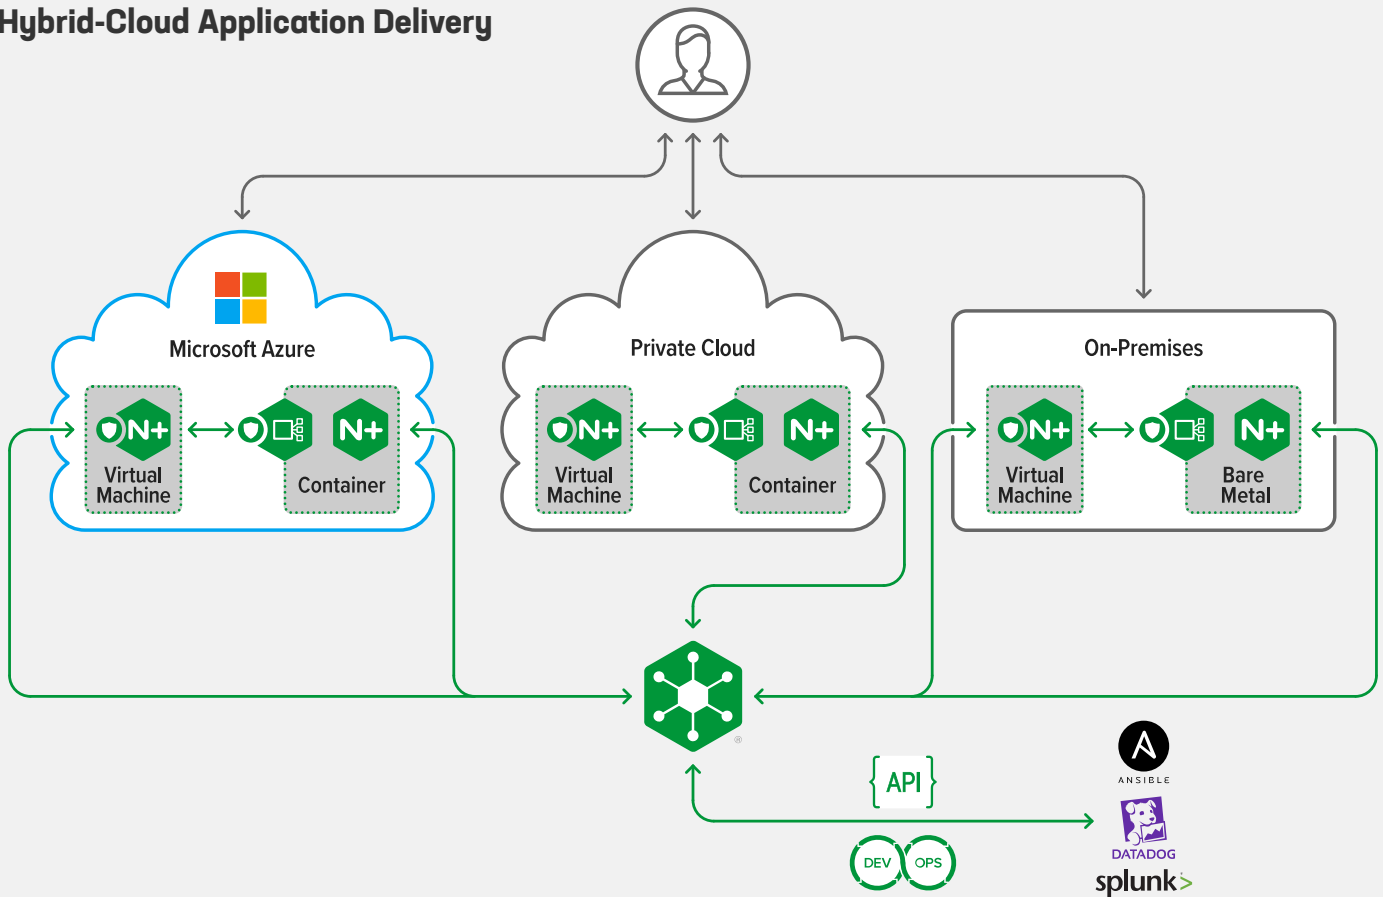 Hybrid-Cloud Application Delivery
Microsoft Azure
Private Cloud
On-Premises
N+
N+
N+
N+
N+
N+
Virtual
Machine
Container
Virtual
Machine
Container
Virtual
Machine
Bare
Metal
®
{API}
DEV OPS
ANSIBLE
DATADOG
splunk>